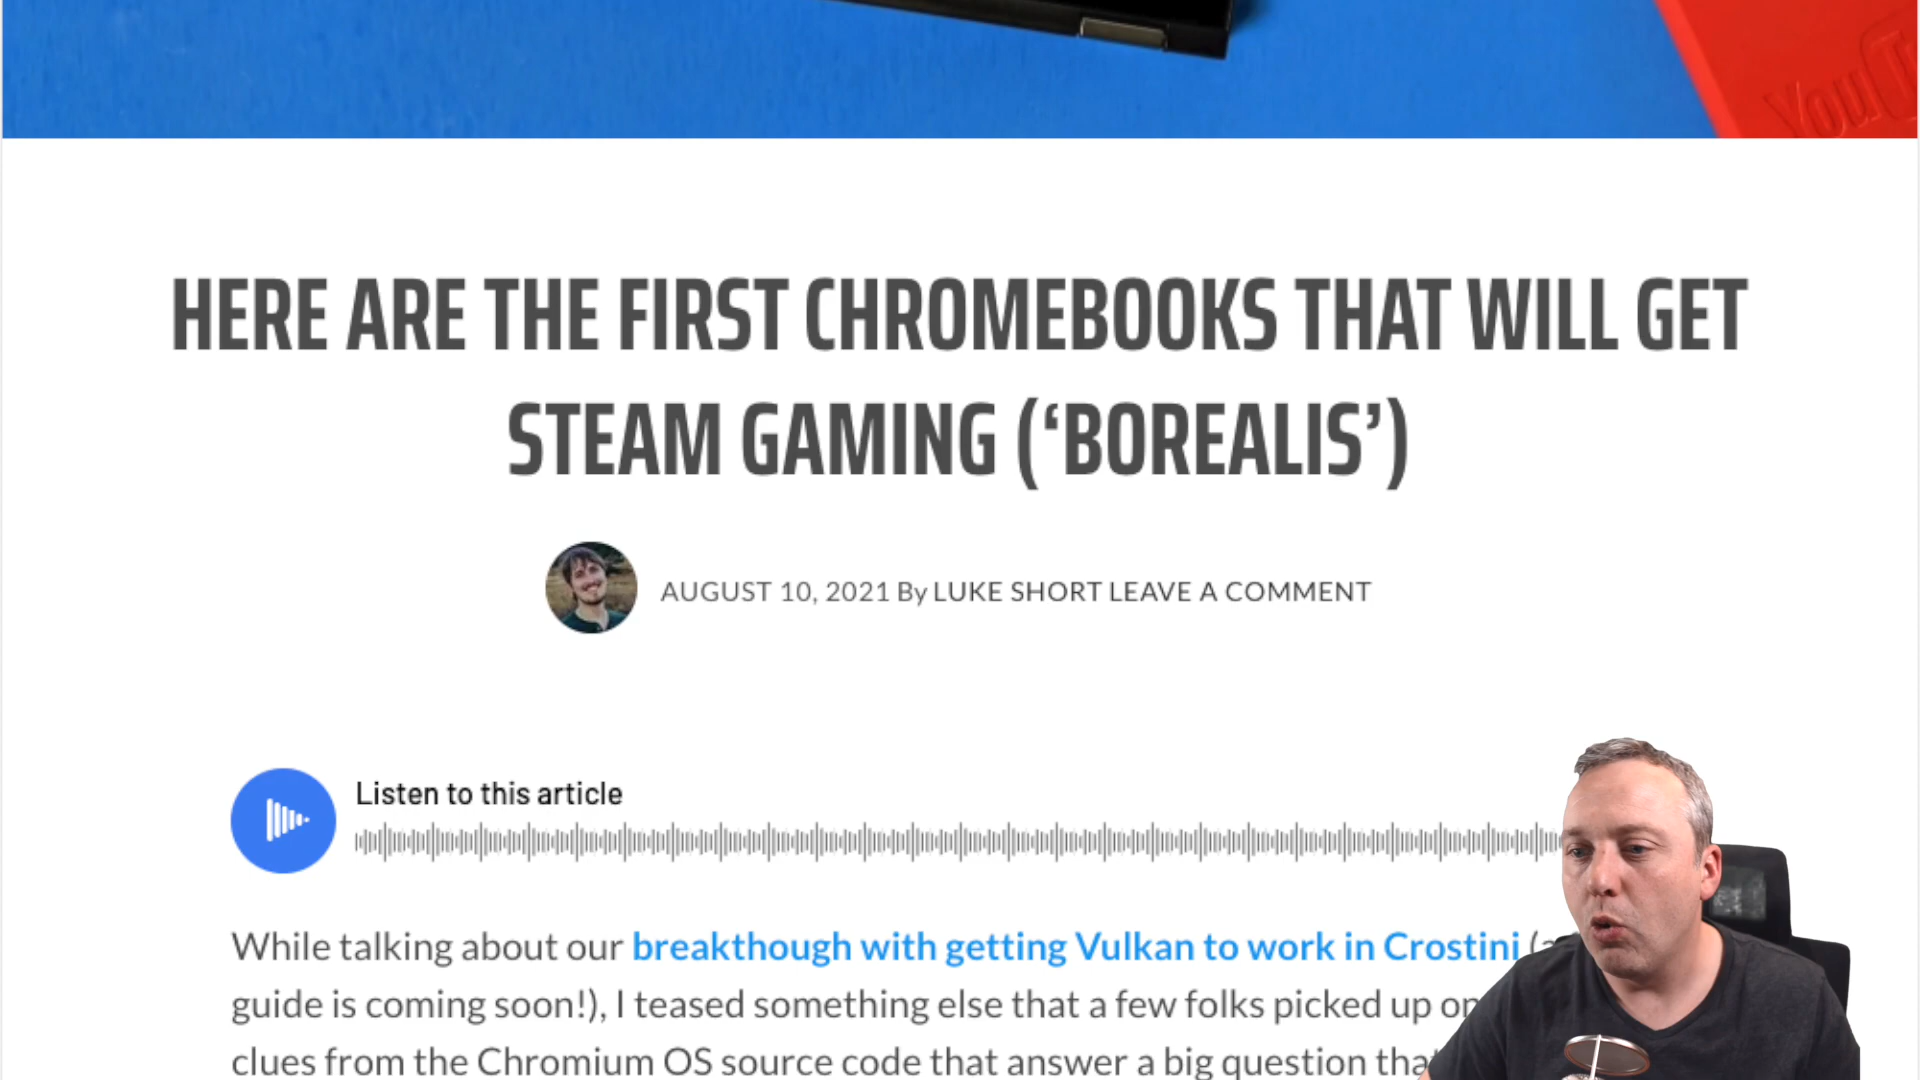 YouT
HERE ARE THE FIRST CHROMEBOOKS THAT WILL GET
STEAM GAMING (‘BOREALIS’)
AUGUST 10, 2021 By LUKE SHORT LEAVE A COMMENT
Listen to this article
While talking about our breakthough with getting Vulkan to work in Crostini
guide is coming soon!), I teased something else that a few folks picked up on
clues from the Chromium OS source code that answer a big question